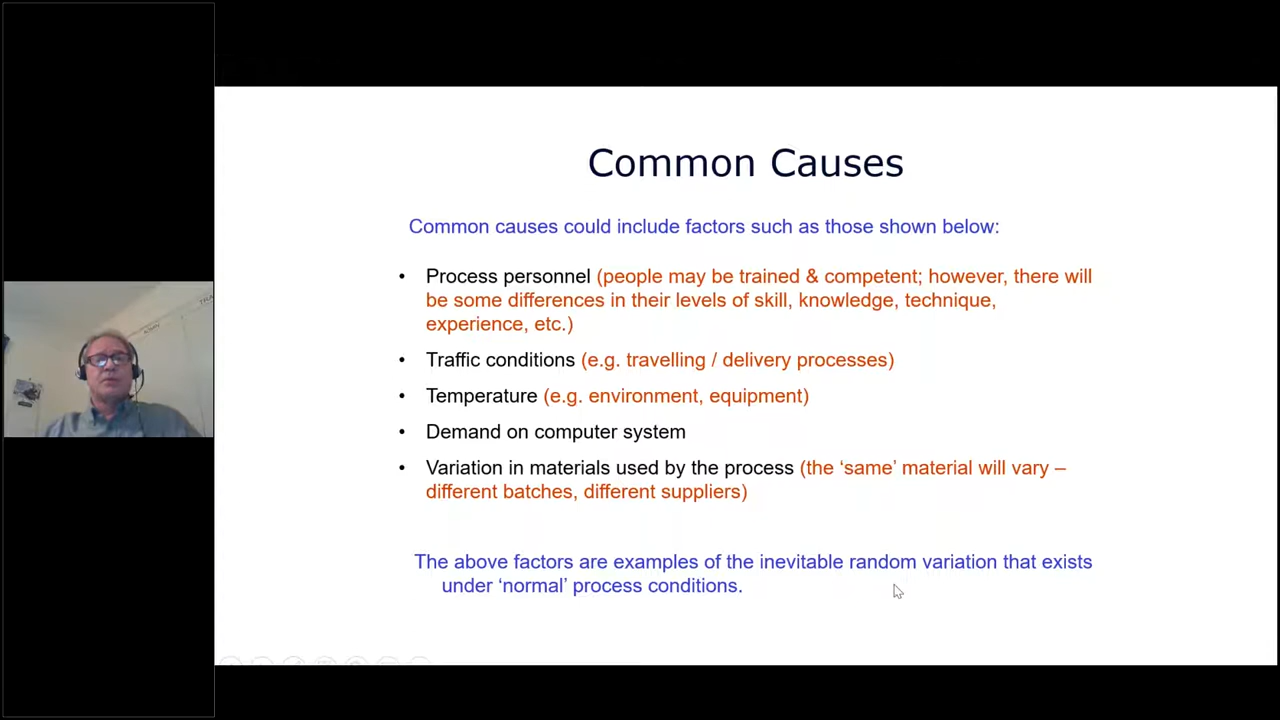 Common Causes
Common causes could include factors such as those shown below:
• Process personnel (people may be trained & competent; however, there will
be some differences in their levels of skill, knowledge, technique,
experience, etc.)
• Traffic conditions (e.g. travelling / delivery processes)
• Temperature (e.g. environment, equipment)
• Demand on computer system
• Variation in materials used by the process (the ‘same’ material will vary –
different batches, different suppliers)
The above factors are examples of the inevitable random variation that exists
under ‘normal’ process conditions.